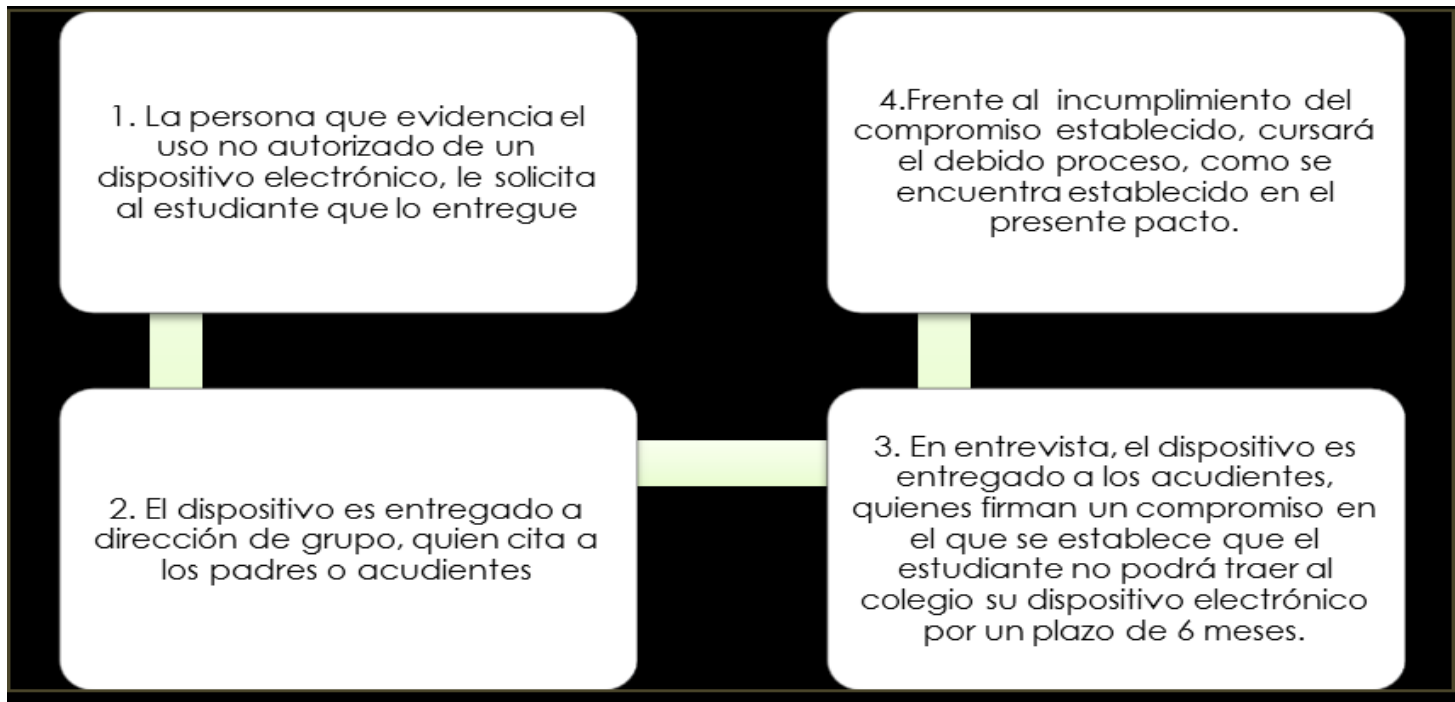 1. La persona que evidencia el
uso no autorizado de un
dispositivo electrónico, le solicita
al estudiante que lo entregue
2. El dispositivo es entregado a
dirección de grupo, quien cita a
los padres o acudientes
3. En entrevista, el dispositivo es
entregado a los acudientes,
quienes firman un compromiso en
el que se establece que el
estudiante no podrá traer al
colegio su dispositivo electrónico
por un plazo de 6 meses.
4.Frente al incumplimiento del
compromiso establecido, cursará
el debido proceso, como se
encuentra establecido en el
presente pacto.